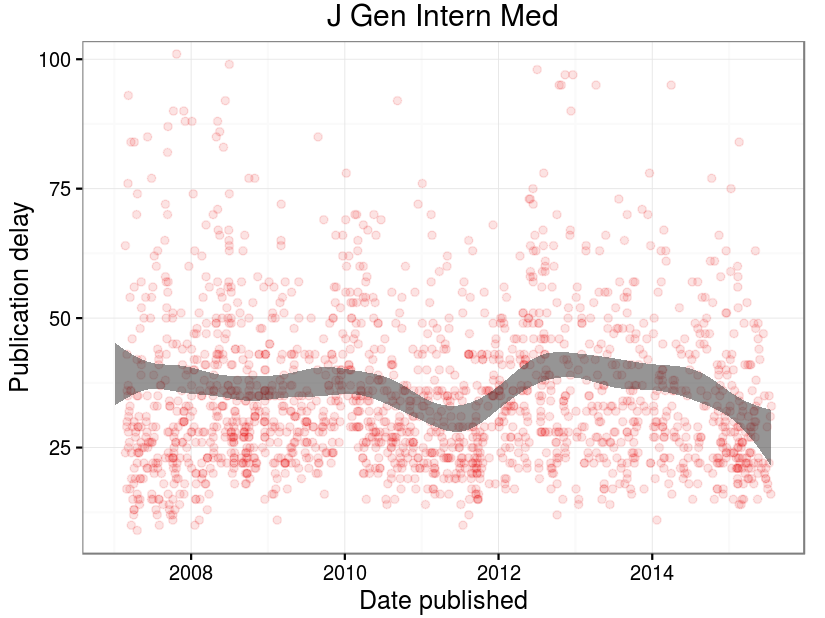 J Gen Intern Med
Publication delay
100
75
50
25
2008 2010 2012 2014
Date published